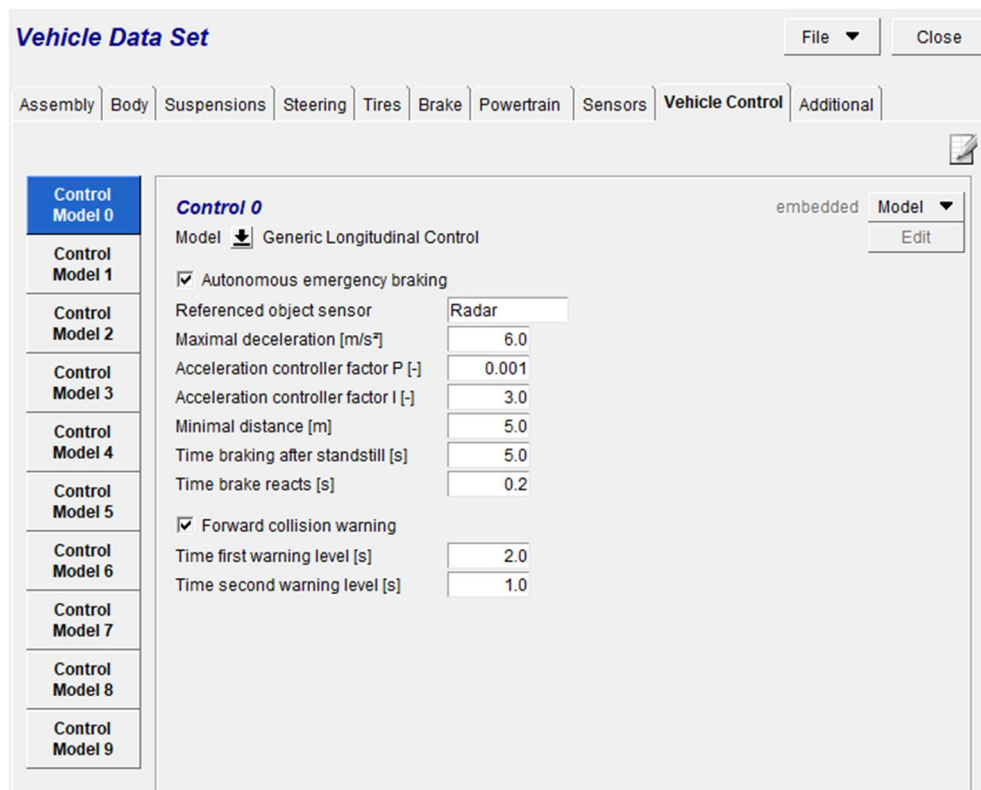 Vehicle Data Set
File Close
Assembly Body Suspensions Steering Tires Brake Powertrain Sensors Vehicle Control Additional
Control
Model 0
Control
Model 1
Control
Model 2
Control
Model 3
Control
Model 4
Control
Model 5
Control
Model 6
Control
Model 7
Control
Model 8
Control
Model 9
Control 0 embedded Model
Model Generic Longitudinal Control Edit
Autonomous emergency braking
Referenced object sensor Radar
Maximal deceleration [m/s²] 6.0
Acceleration controller factor P [-] 0.001
Acceleration controller factor I [-] 3.0
Minimal distance [m] 5.0
Time braking after standstill [s] 5.0
Time brake reacts [s] 0.2
Forward collision warning
Time first warning level [s] 2.0
Time second warning level [s] 1.0